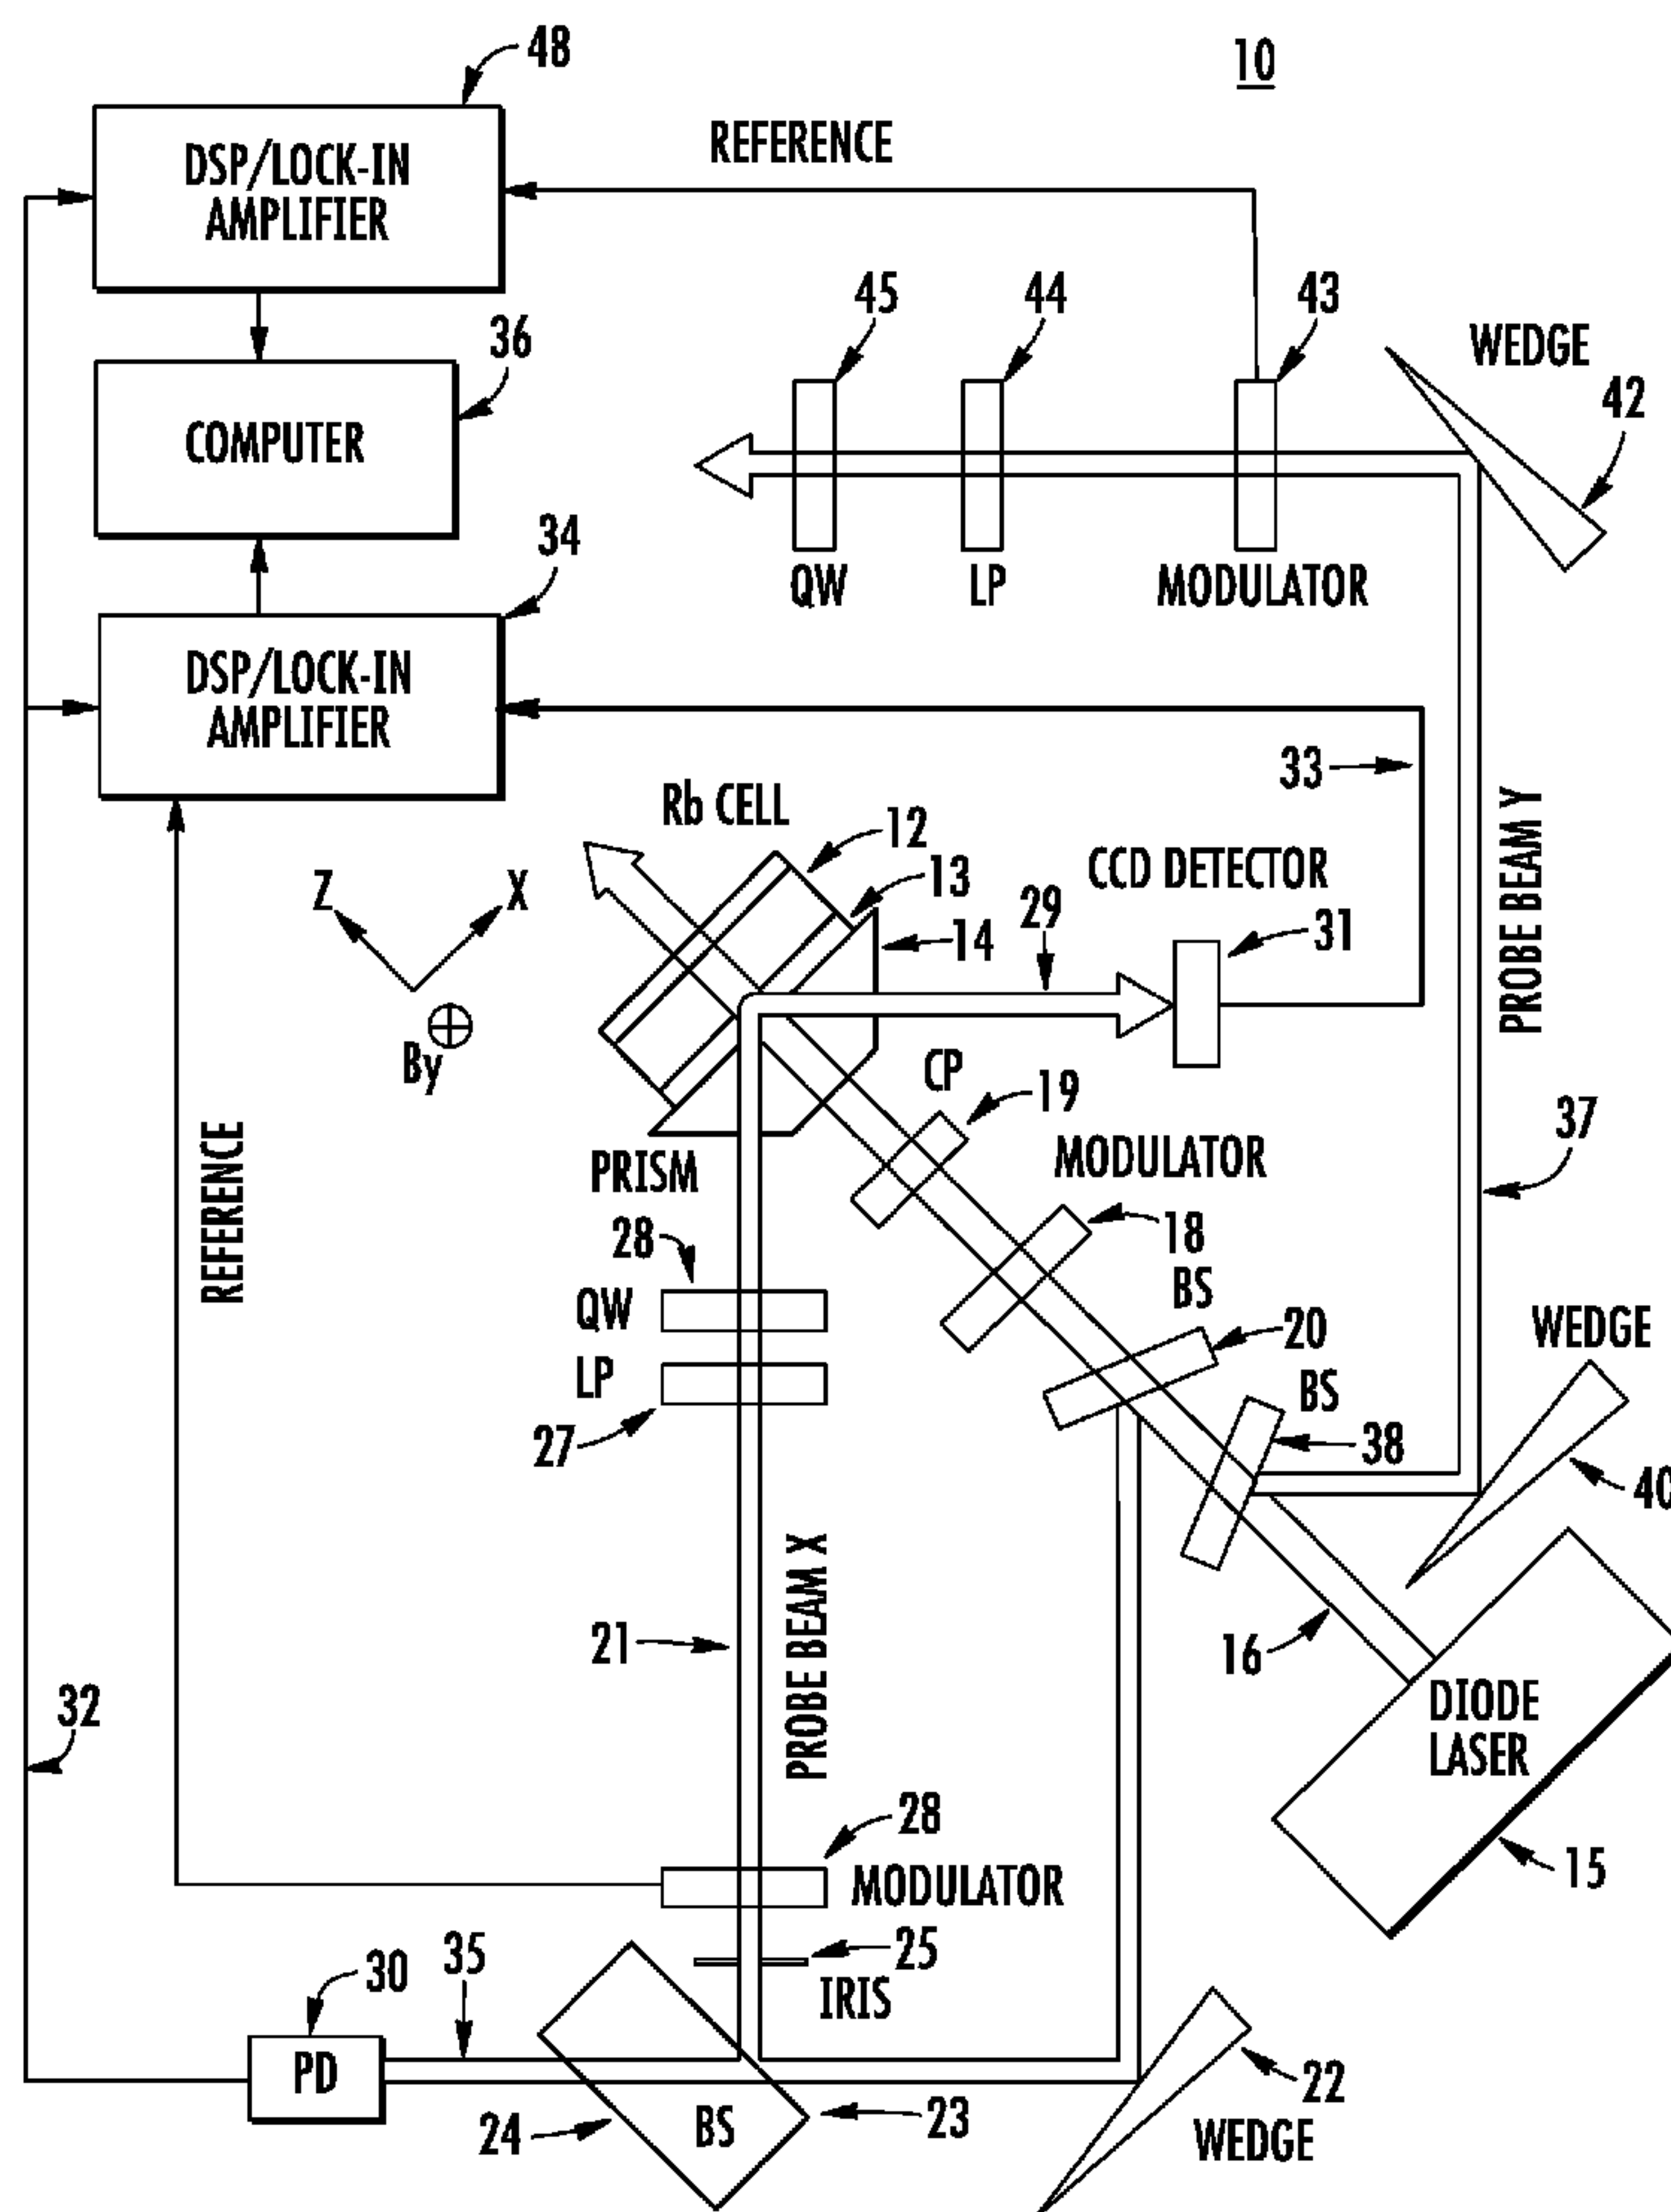 48
10
DSP/LOCK-IN
AMPLIFIER
REFERENCE
45
44
43
WEDGE
42
36
COMPUTER
QW
LP
MODULATOR
34
DSP/LOCK-IN
AMPLIFIER
33
PROBE BEAM Y
Rb CELL
12
13
14
CCD DETECTOR
29
31
Z
X
By
CP
19
37
REFERENCE
PRISM
MODULATOR
28
18
BS
QW
20
WEDGE
LP
BS
27
38
40
21
PROBE BEAM X
16
DIODE
LASER
32
28
MODULATOR
15
35
30
25
IRIS
PD
22
24
BS
23
WEDGE